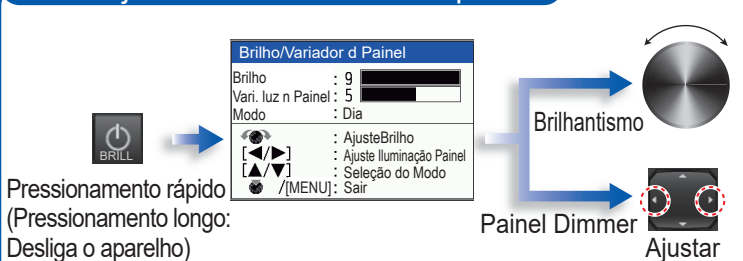 Brilho/Variador d Painel
Brilho : 9
Vari. luz n Painel : 5
Modo : Dia
: AjusteBrilho
[◀/▶] : Ajuste Iluminação Painel
[▲/▼] : Seleção do Modo
/[MENU] : Sair
BRILL
Pressionamento rápido
(Pressionamento longo:
Desliga o aparelho)
Brilhantismo
Painel Dimmer
Ajustar